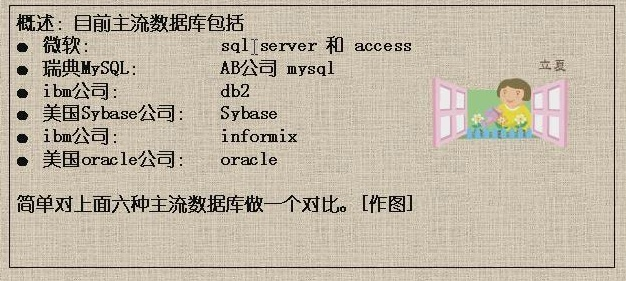 概述: 目前主流数据库包括
● 微软: sql server 和 access
● 瑞典MySQL: AB公司 mysql
● ibm公司: db2
● 美国Sybase公司: Sybase
● ibm公司: informix
● 美国oracle公司: oracle
立夏
简单对上面六种主流数据库做一个对比。[作图]